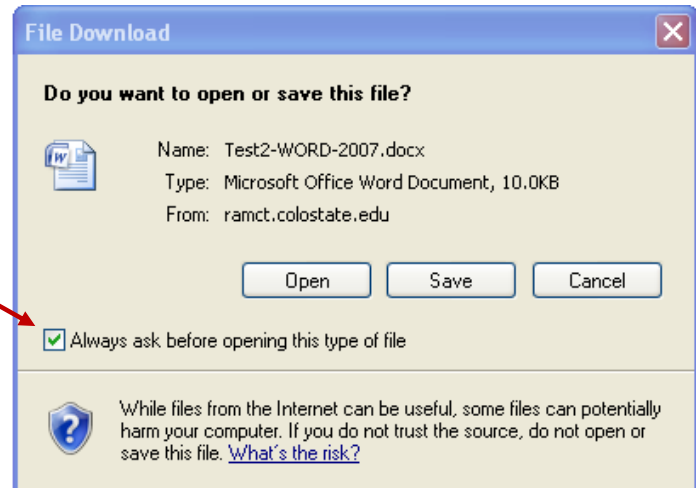 File Download
Do you want to open or save this file?
Name: Test2-WORD-2007.docx
Type: Microsoft Office Word Document, 10.0KB
From: ramct.colostate.edu
Open Save Cancel
Always ask before opening this type of file
While files from the Internet can be useful, some files can potentially
harm your computer. If you do not trust the source, do not open or
save this file. What's the risk?